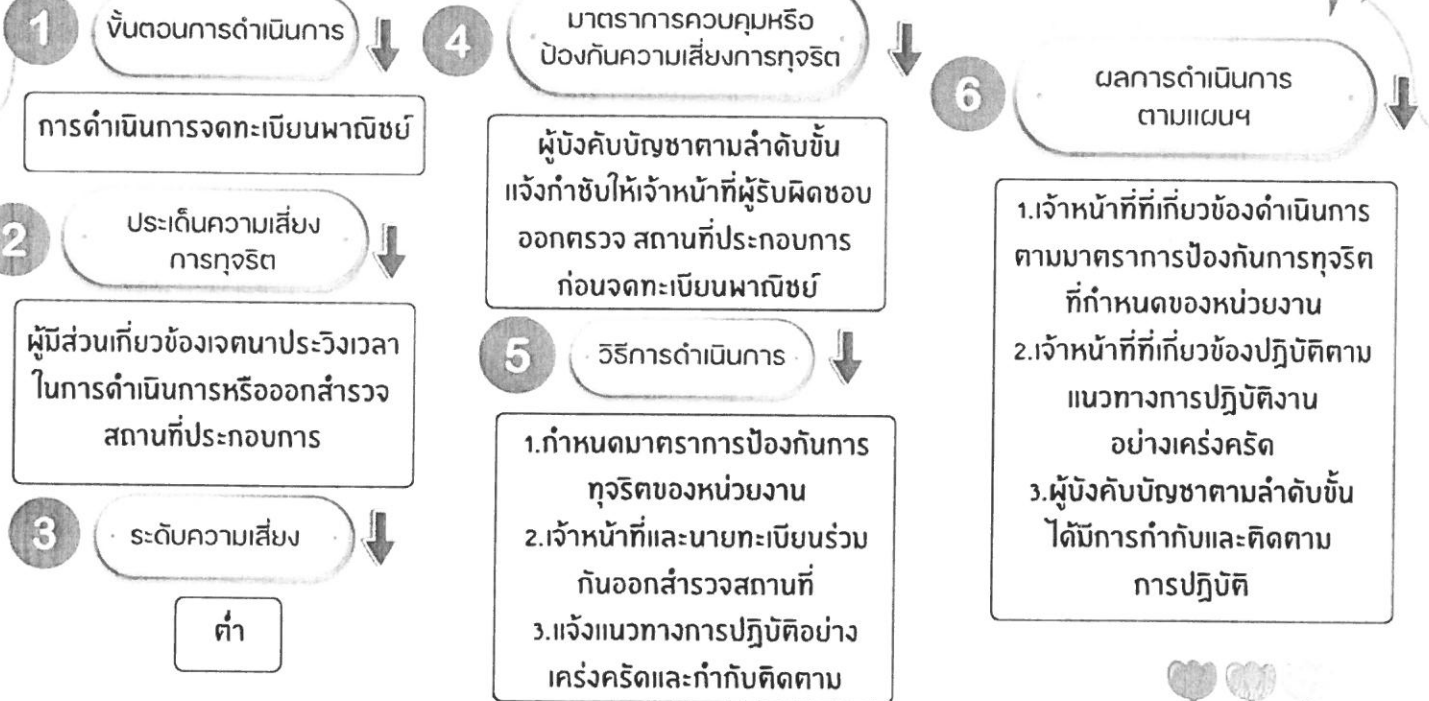 1
ขั้นตอนการดำเนินการ
การดำเนินการจดทะเบียนพาณิชย์
2
ประเด็นความเสี่ยง
การทุจริต
ผู้มีส่วนเกี่ยวข้องเจตนาประวิงเวลา
ในการดำเนินการหรือออกสำรวจ
สถานที่ประกอบการ
3
ระดับความเสี่ยง
ต่ำ
4
มาตราการควบคุมหรือ
ป้องกันความเสี่ยงการทุจริต
ผู้บังคับบัญชาตามลำดับขั้น
แจ้งกำชับให้เจ้าหน้าที่ผู้รับผิดชอบ
ออกตรวจ สถานที่ประกอบการ
ก่อนจดทะเบียนพาณิชย์
5
วิธีการดำเนินการ
1.กำหนดมาตราการป้องกันการ
ทุจริตของหน่วยงาน
2.เจ้าหน้าที่และนายทะเบียนร่วม
กันออกสำรวจสถานที่
3.แจ้งแนวทางการปฏิบัติอย่าง
เคร่งครัดและกำกับติดตาม
6
ผลการดำเนินการ
ตามแผนฯ
1.เจ้าหน้าที่ที่เกี่ยวข้องดำเนินการ
ตามมาตราการป้องกันการทุจริต
ที่กำหนดของหน่วยงาน
2.เจ้าหน้าที่ที่เกี่ยวข้องปฏิบัติตาม
แนวทางการปฏิบัติงาน
อย่างเคร่งครัด
3.ผู้บังคับบัญชาตามลำดับขั้น
ได้มีการกำกับและติดตาม
การปฏิบัติ